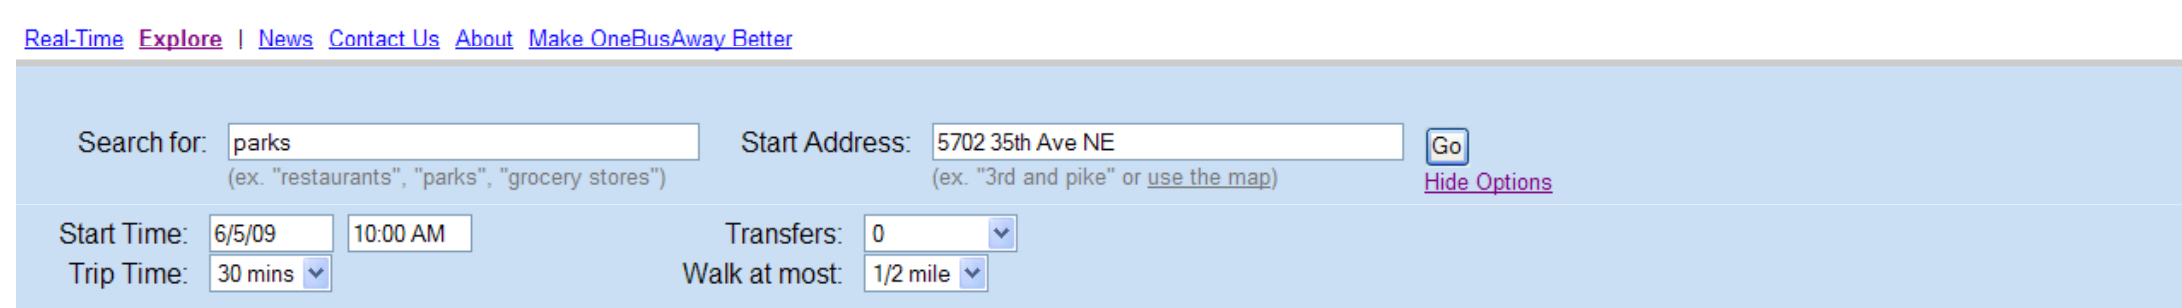 Real-Time Explore | News Contact Us About Make OneBusAway Better
Search for: parks Start Address: 5702 35th Ave NE Go
(ex. "restaurants", "parks", "grocery stores") (ex. "3rd and pike" or use the map) Hide Options
Start Time: 6/5/09 10:00 AM Transfers: 0
Trip Time: 30 mins Walk at most: 1/2 mile